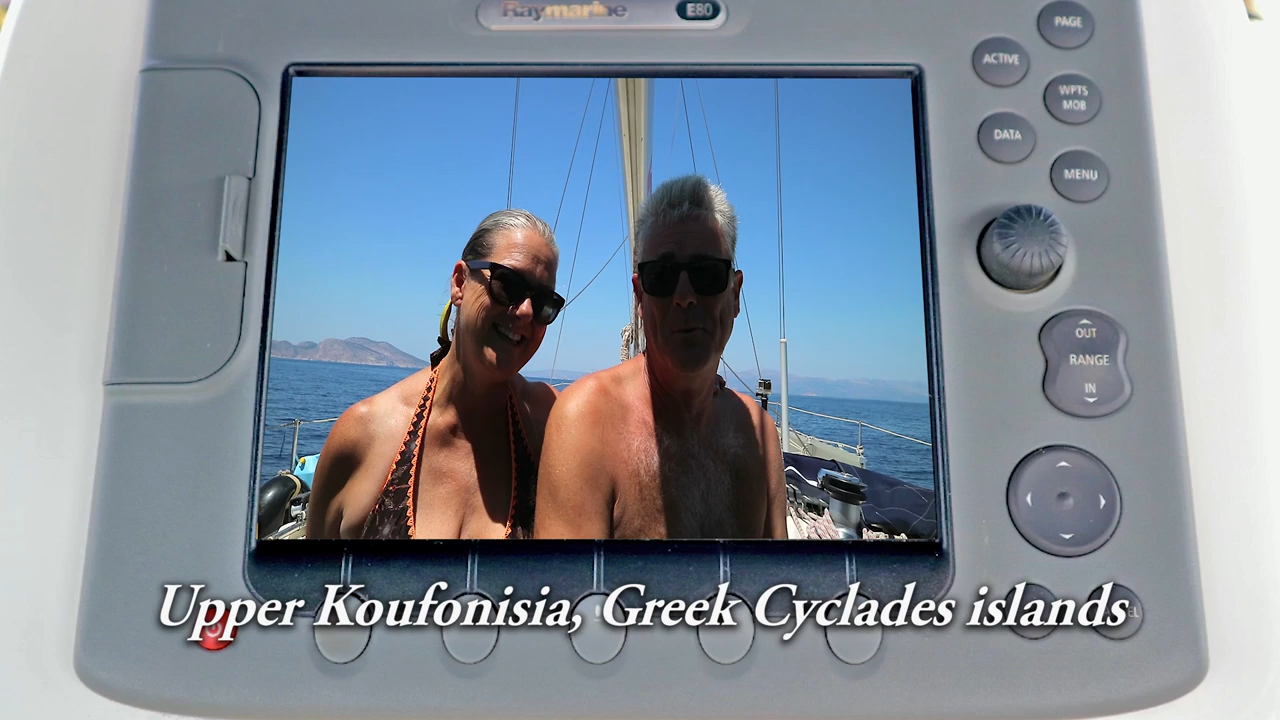 Raymarine E80
PAGE
ACTIVE
WPTS
MOB
DATA
MENU
OUT
RANGE
IN
Upper Koufonisia, Greek Cyclades islands